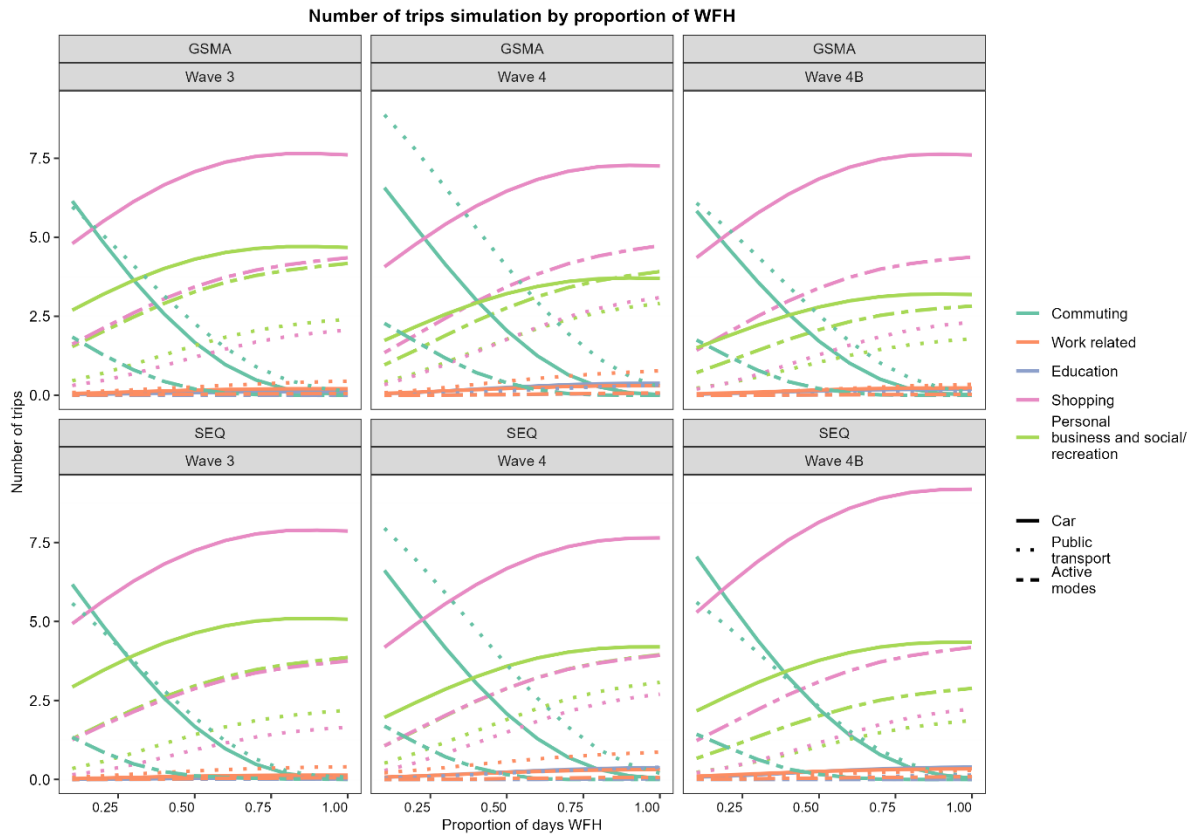 Number of trips simulation by proportion of WFH
GSMA
GSMA
GSMA
Wave 3
Wave 4
Wave 4B
7.5
5.0
2.5
0.0
SEQ
SEQ
SEQ
Wave 3
Wave 4
Wave 4B
7.5
5.0
2.5
0.0
0.25
0.50
0.75
1.00
0.25
0.50
0.75
1.00
0.25
0.50
0.75
1.00
Number of trips
Proportion of days WFH
Commuting
Work related
Education
Shopping
Personal
business and social/
recreation
Car
Public
transport
Active
modes